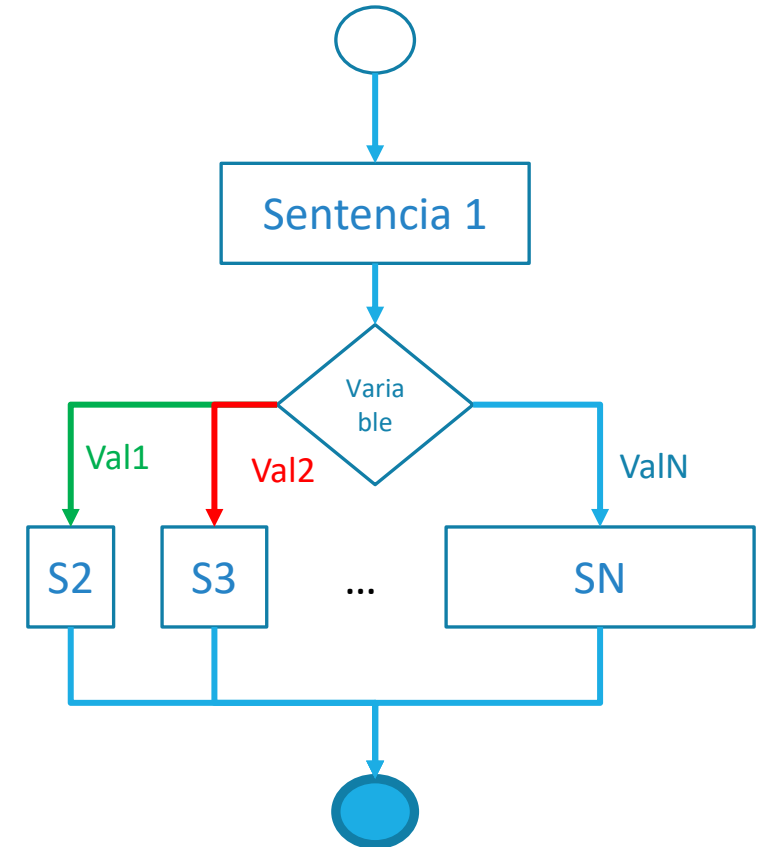 Sentencia 1
Varia
ble
Val1
Val2
ValN
S2
S3
...
SN